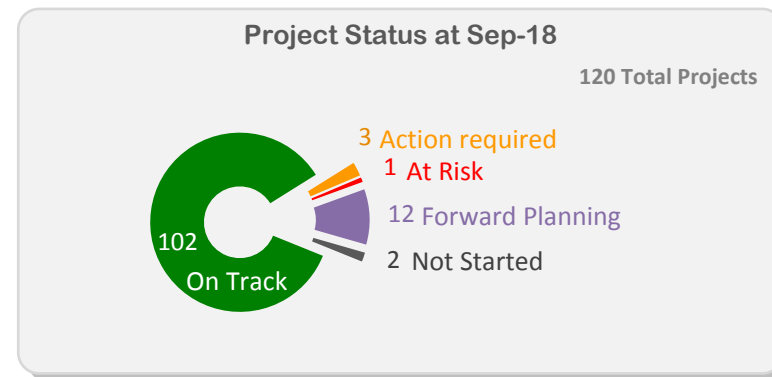 Project Status at Sep-18
120 Total Projects
3 Action required
1 At Risk
12 Forward Planning
102
2 Not Started
On Track